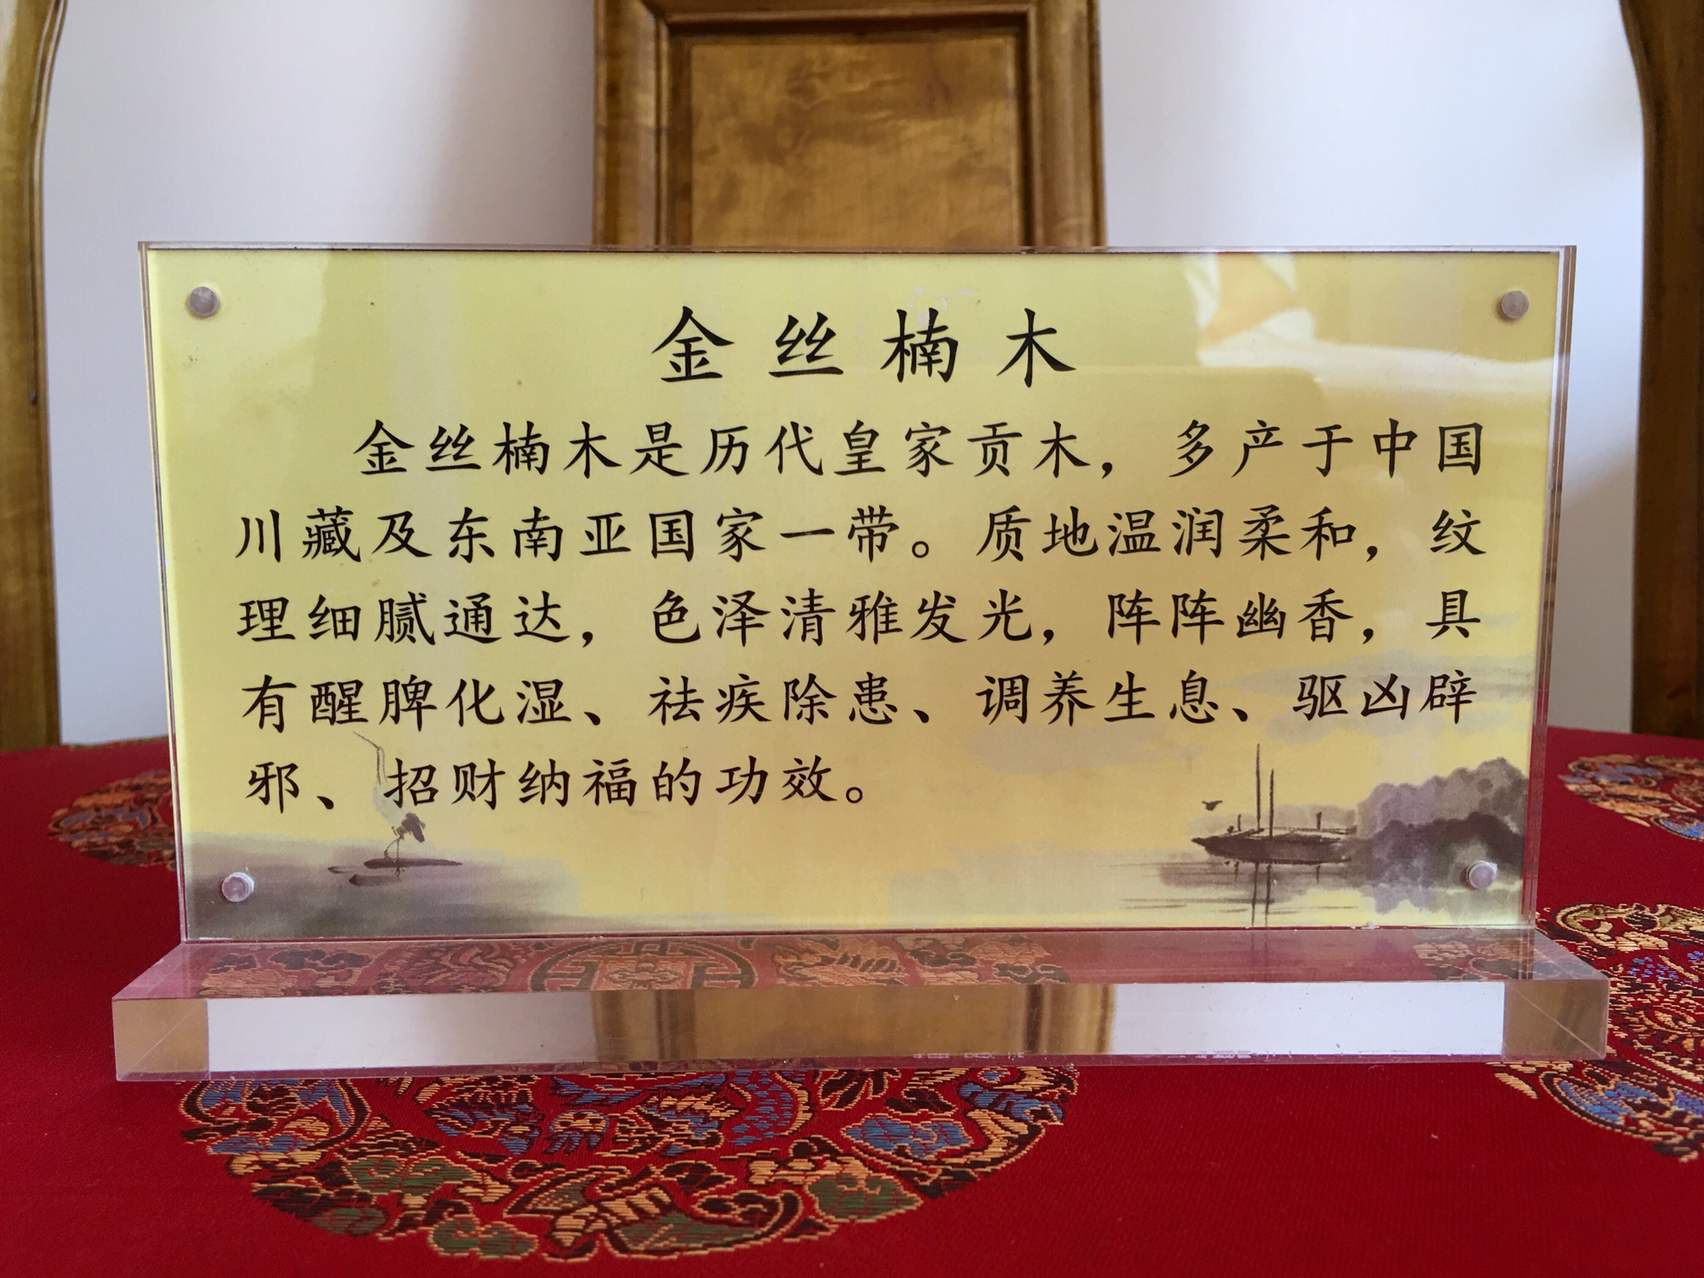 金丝楠木
金丝楠木是历代皇家贡木，多产于中国
川藏及东南亚国家一带。质地温润柔和，纹
理细腻通达，色泽清雅发光，阵阵幽香，具
有醒脾化湿、祛疾除患、调养生息、驱凶辟
邪、招财纳福的功效。